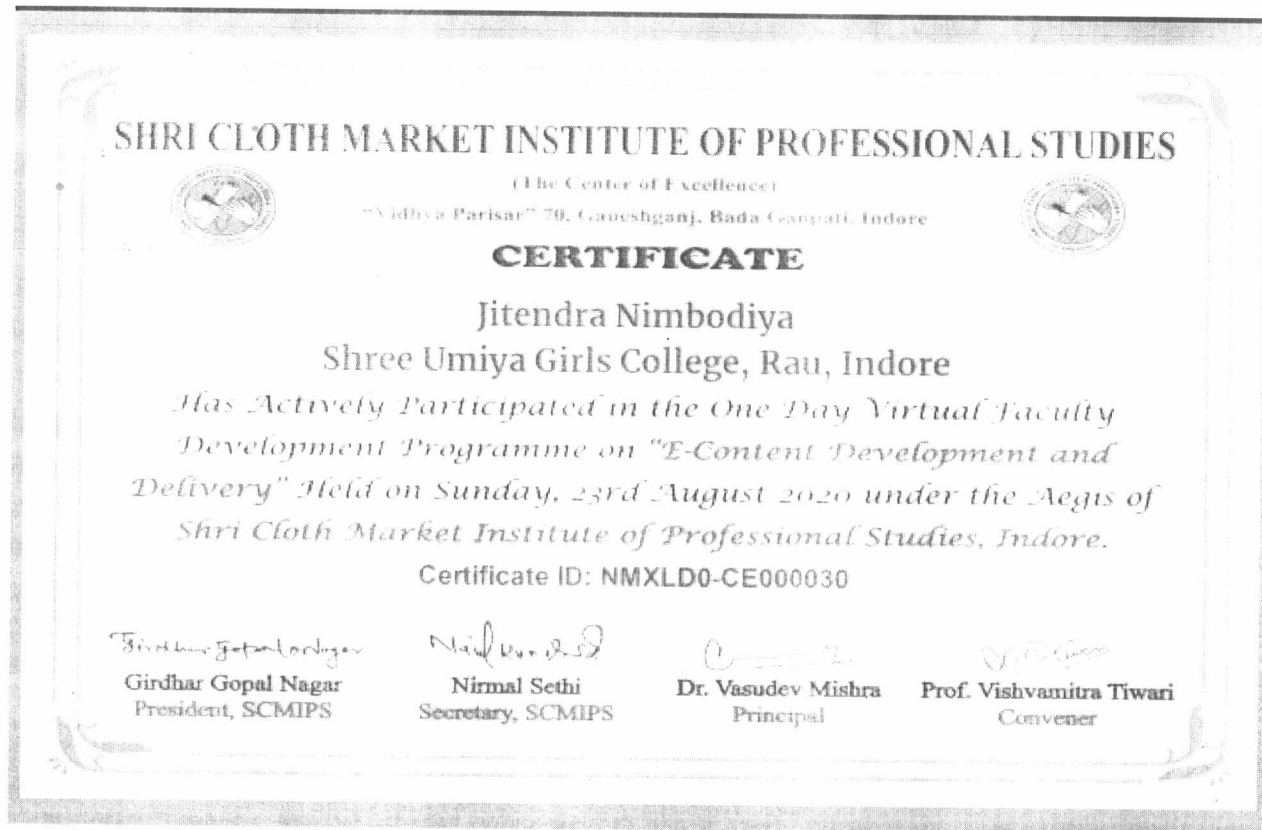 SHRI CLOTH MARKET INSTITUTE OF PROFESSIONAL STUDIES
(The Center of Excellence)
"Vidhya Parisar" 70, Ganeshganj, Bada Ganpati, Indore
CERTIFICATE
Jitendra Nimbodiya
Shree Umiya Girls College, Rau, Indore
Has Actively Participated in the One Day Virtual Faculty
Development Programme on "E-Content Development and
Delivery" Held on Sunday, 23rd August 2020 under the Aegis of
Shri Cloth Market Institute of Professional Studies, Indore.
Certificate ID: NMXLD0-CE000030
Girdhar Gopal Nagar
President, SCMIPS
Nirmal Sethi
Secretary, SCMIPS
Dr. Vasudev Mishra
Principal
Prof. Vishvamitra Tiwari
Convener